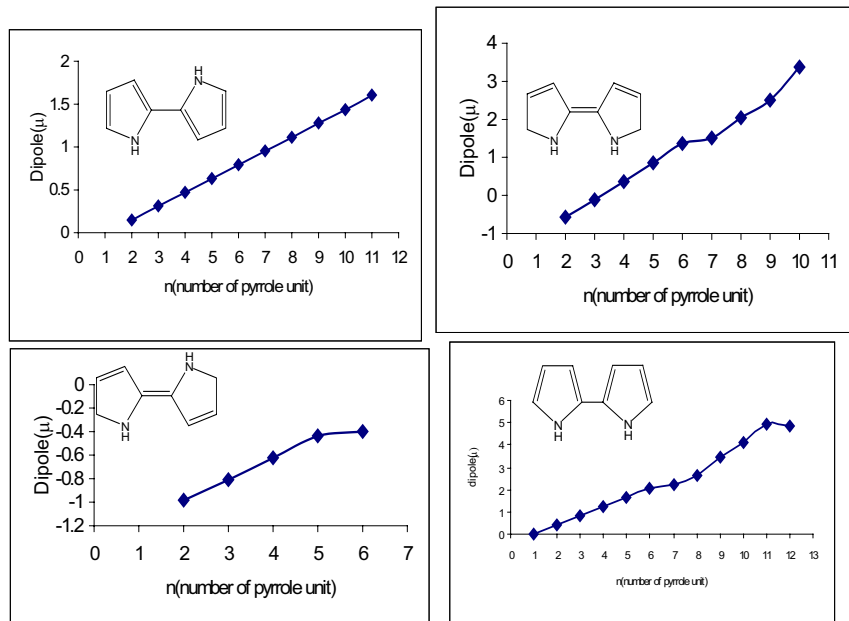 2
1.5
1
0.5
0
Dipole(μ)
H
N
N
H
0 1 2 3 4 5 6 7 8 9 10 11 12
n(number of pyrrole unit)
4
3
2
1
0
-1
Dipole(μ)
N
H
N
H
0 1 2 3 4 5 6 7 8 9 10 11
n(number of pyrrole unit)
0
-0.2
-0.4
-0.6
-0.8
-1
-1.2
Dipole(μ)
H
N
N
H
0 1 2 3 4 5 6 7
n(number of pyrrole unit)
6
5
4
3
2
1
0
dipole(μ)
N
H
N
H
0 1 2 3 4 5 6 7 8 9 10 11 12 13
n(number of pyrrole unit)